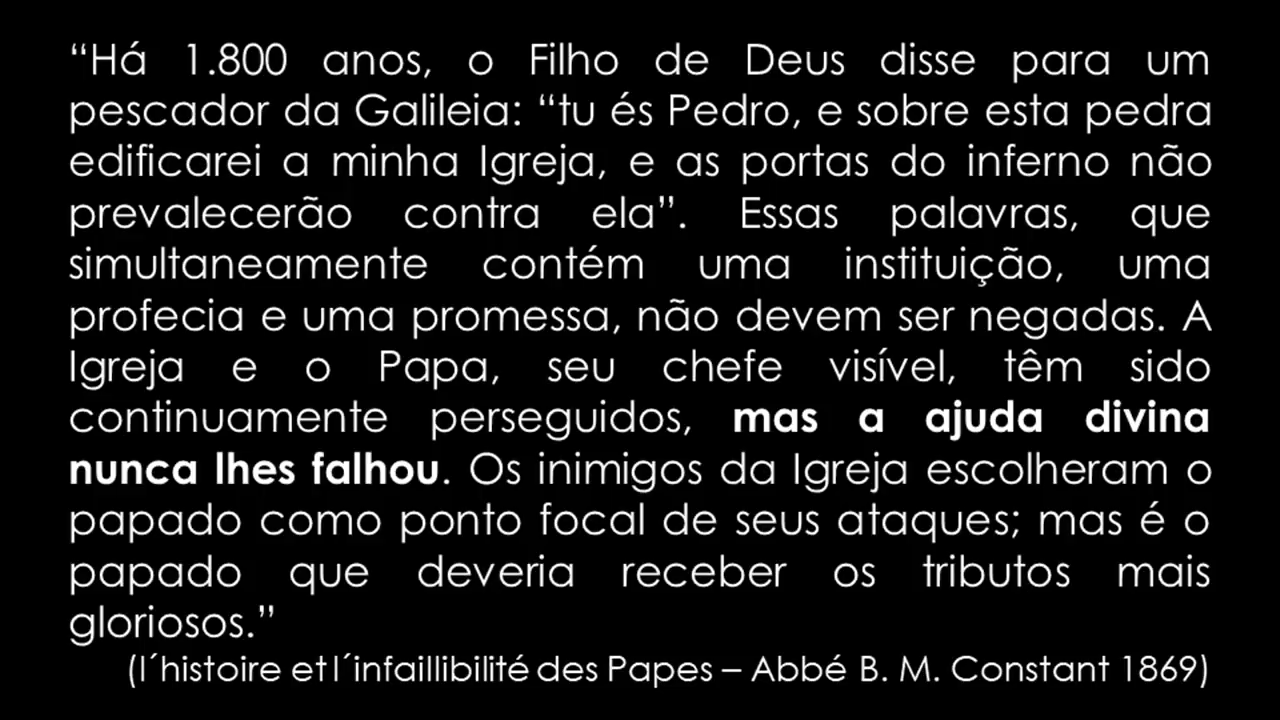 “Há 1.800 anos, o Filho de Deus disse para um
pescador da Galileia: “tu és Pedro, e sobre esta pedra
edificarei a minha Igreja, e as portas do inferno não
prevalecerão contra ela”. Essas palavras, que
simultaneamente contém uma instituição, uma
profecia e uma promessa, não devem ser negadas. A
Igreja e o Papa, seu chefe visível, têm sido
continuamente perseguidos, mas a ajuda divina
nunca lhes falhou. Os inimigos da Igreja escolheram o
papado como ponto focal de seus ataques; mas é o
papado que deveria receber os tributos mais
gloriosos.”
(l´histoire et l´infaillibilité des Papes – Abbé B. M. Constant 1869)